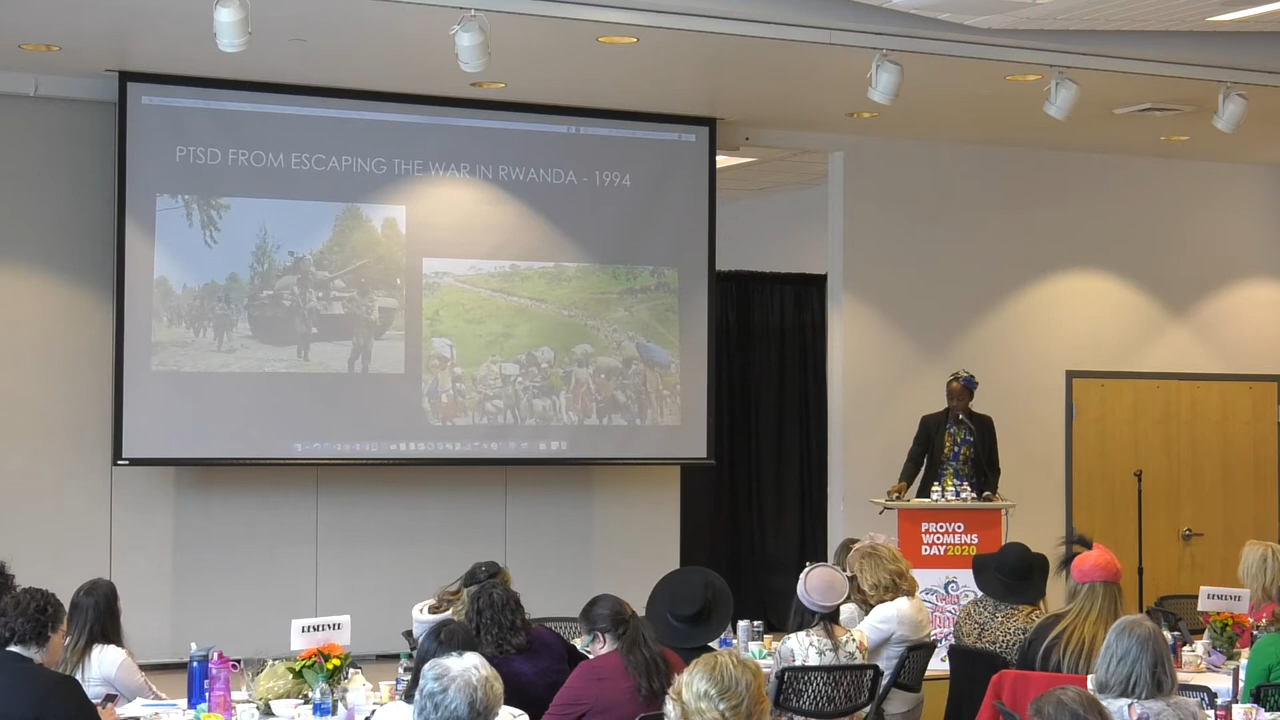 PTSD FROM ESCAPING THE WAR IN RWANDA - 1994
PROVO
WOMENS
DAY2020
RESERVED
RESERVED